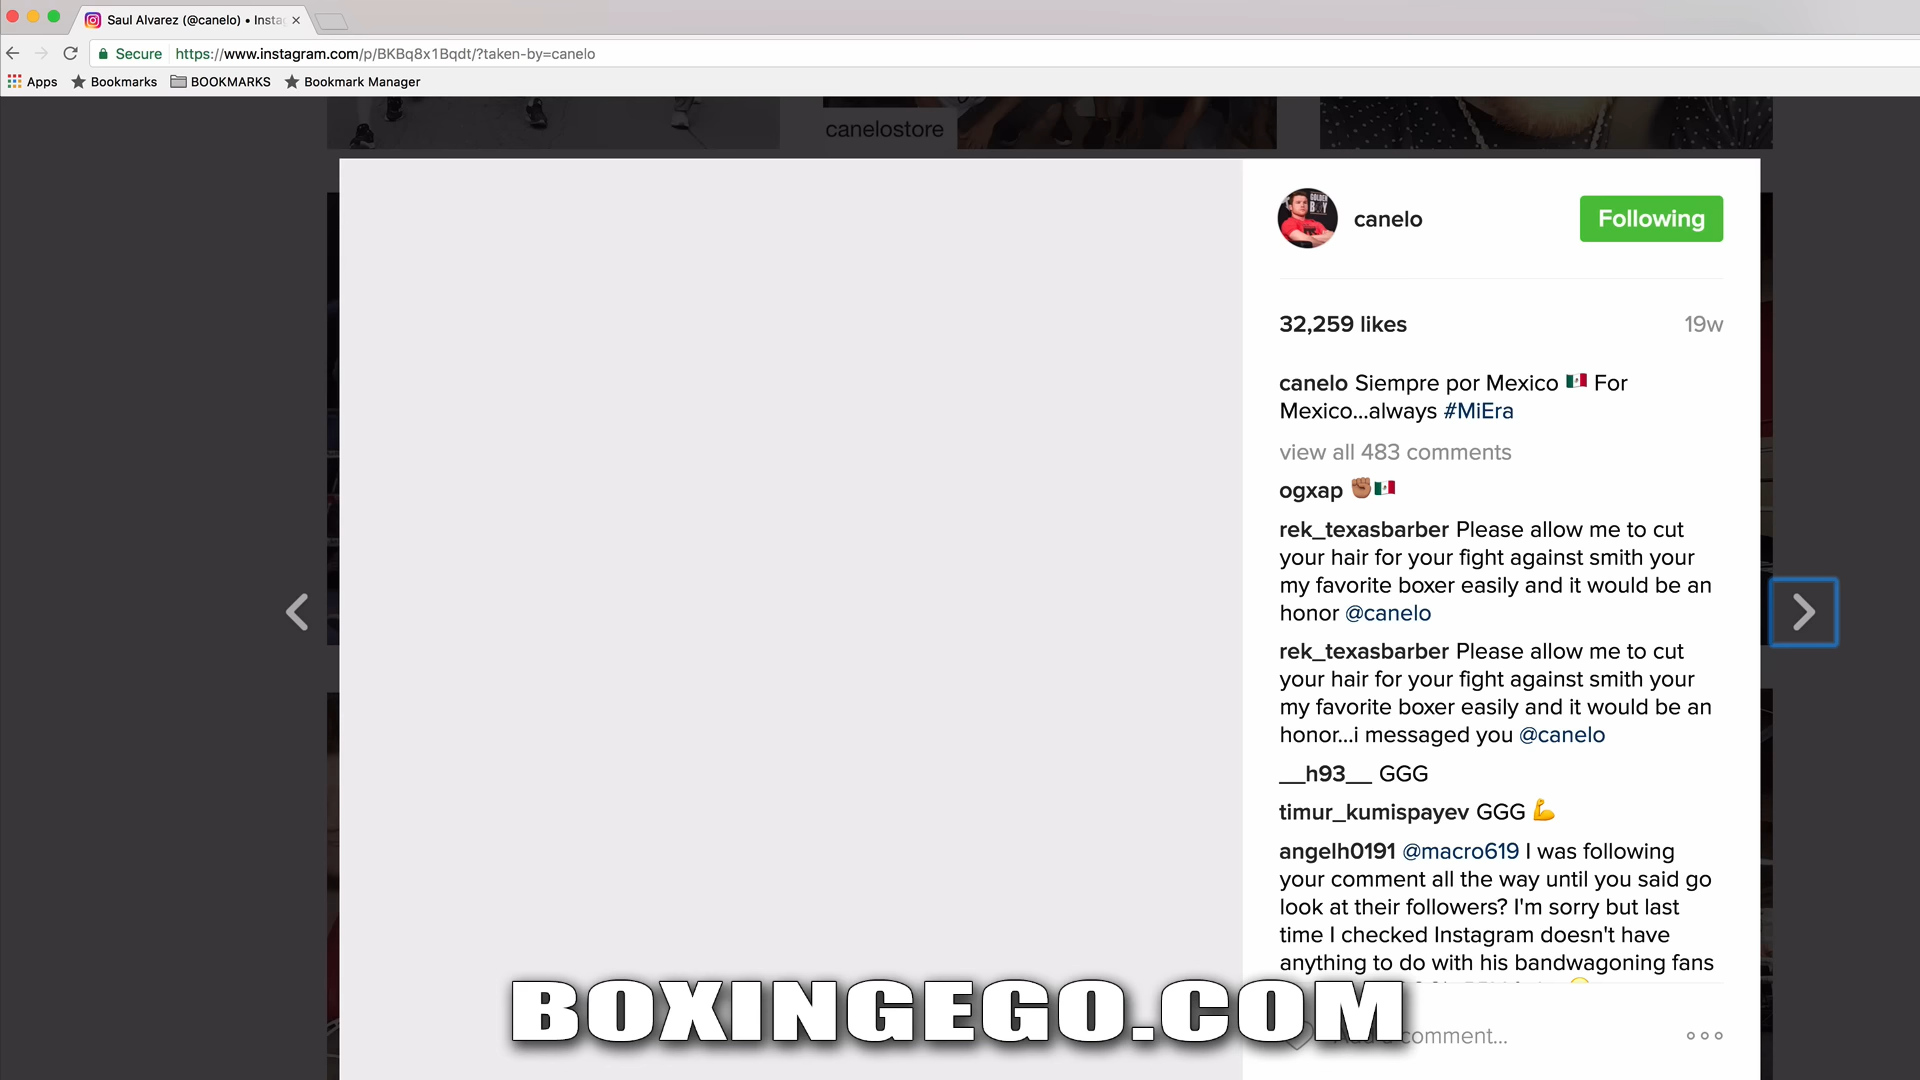 Saul Alvarez (@canelo) • Insta
Secure https://www.instagram.com/p/BKBq8x1Bqdt/?taken-by=canelo
Apps Bookmarks BOOKMARKS Bookmark Manager
canelostore
canelo Following
32,259 likes 19w
canelo Siempre por Mexico 🇲🇽 For
Mexico...always #MiEra
view all 483 comments
ogxap ✊🏽🇲🇽
rek_texasbarber Please allow me to cut
your hair for your fight against smith your
my favorite boxer easily and it would be an
honor @canelo
rek_texasbarber Please allow me to cut
your hair for your fight against smith your
my favorite boxer easily and it would be an
honor...i messaged you @canelo
__h93__ GGG
timur_kumispayev GGG 💪
angelh0191 @macro619 I was following
your comment all the way until you said go
look at their followers? I'm sorry but last
time I checked Instagram doesn't have
anything to do with his bandwagoning fans
BOXINGEGO.COM
comment...